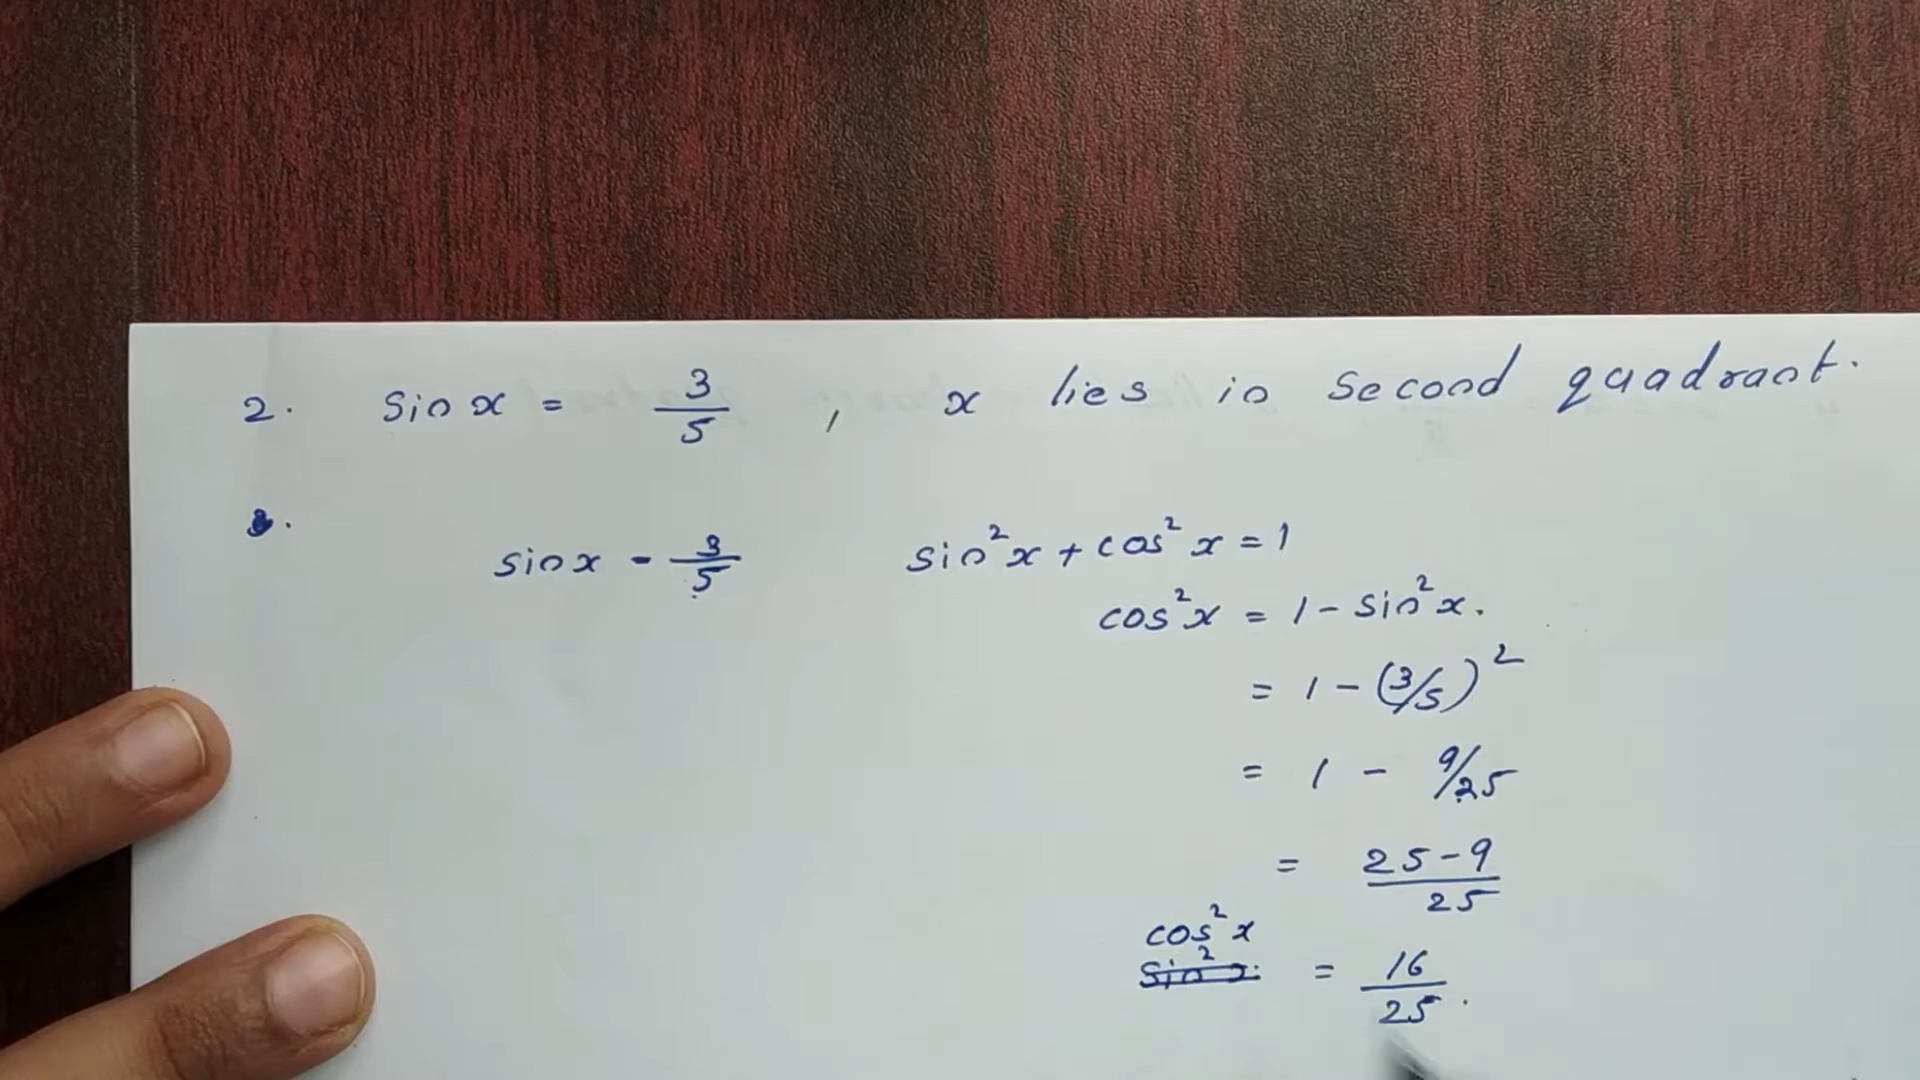 2. sin x = 3/5 , x lies in second quadrant.
sin x = 3/5
sin²x + cos²x = 1
cos²x = 1 - sin²x.
= 1 - (3/5)²
= 1 - 9/25
= 25-9/25
cos²x
sin²x = 16/25.